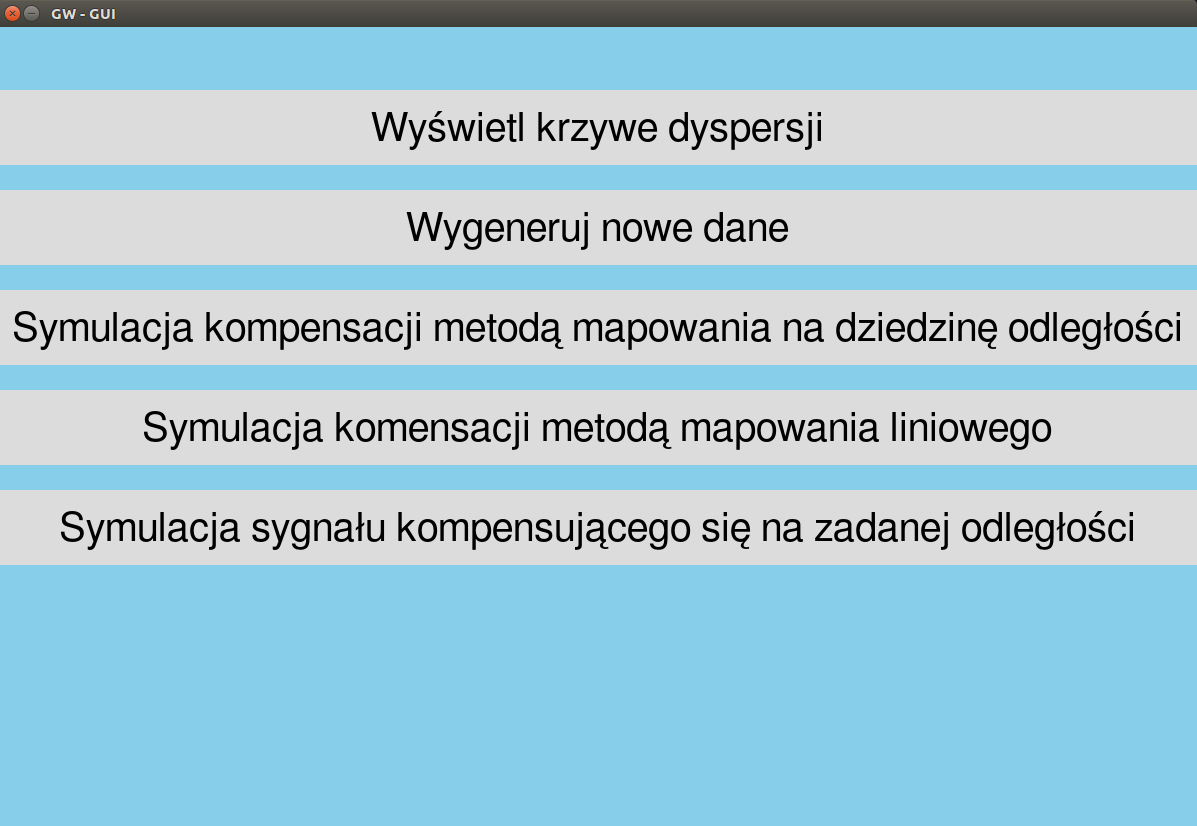 GW - GUI
Wyświetl krzywe dyspersji
Wygeneruj nowe dane
Symulacja kompensacji metodą mapowania na dziedzinę odległości
Symulacja komensacji metodą mapowania liniowego
Symulacja sygnału kompensującego się na zadanej odległości